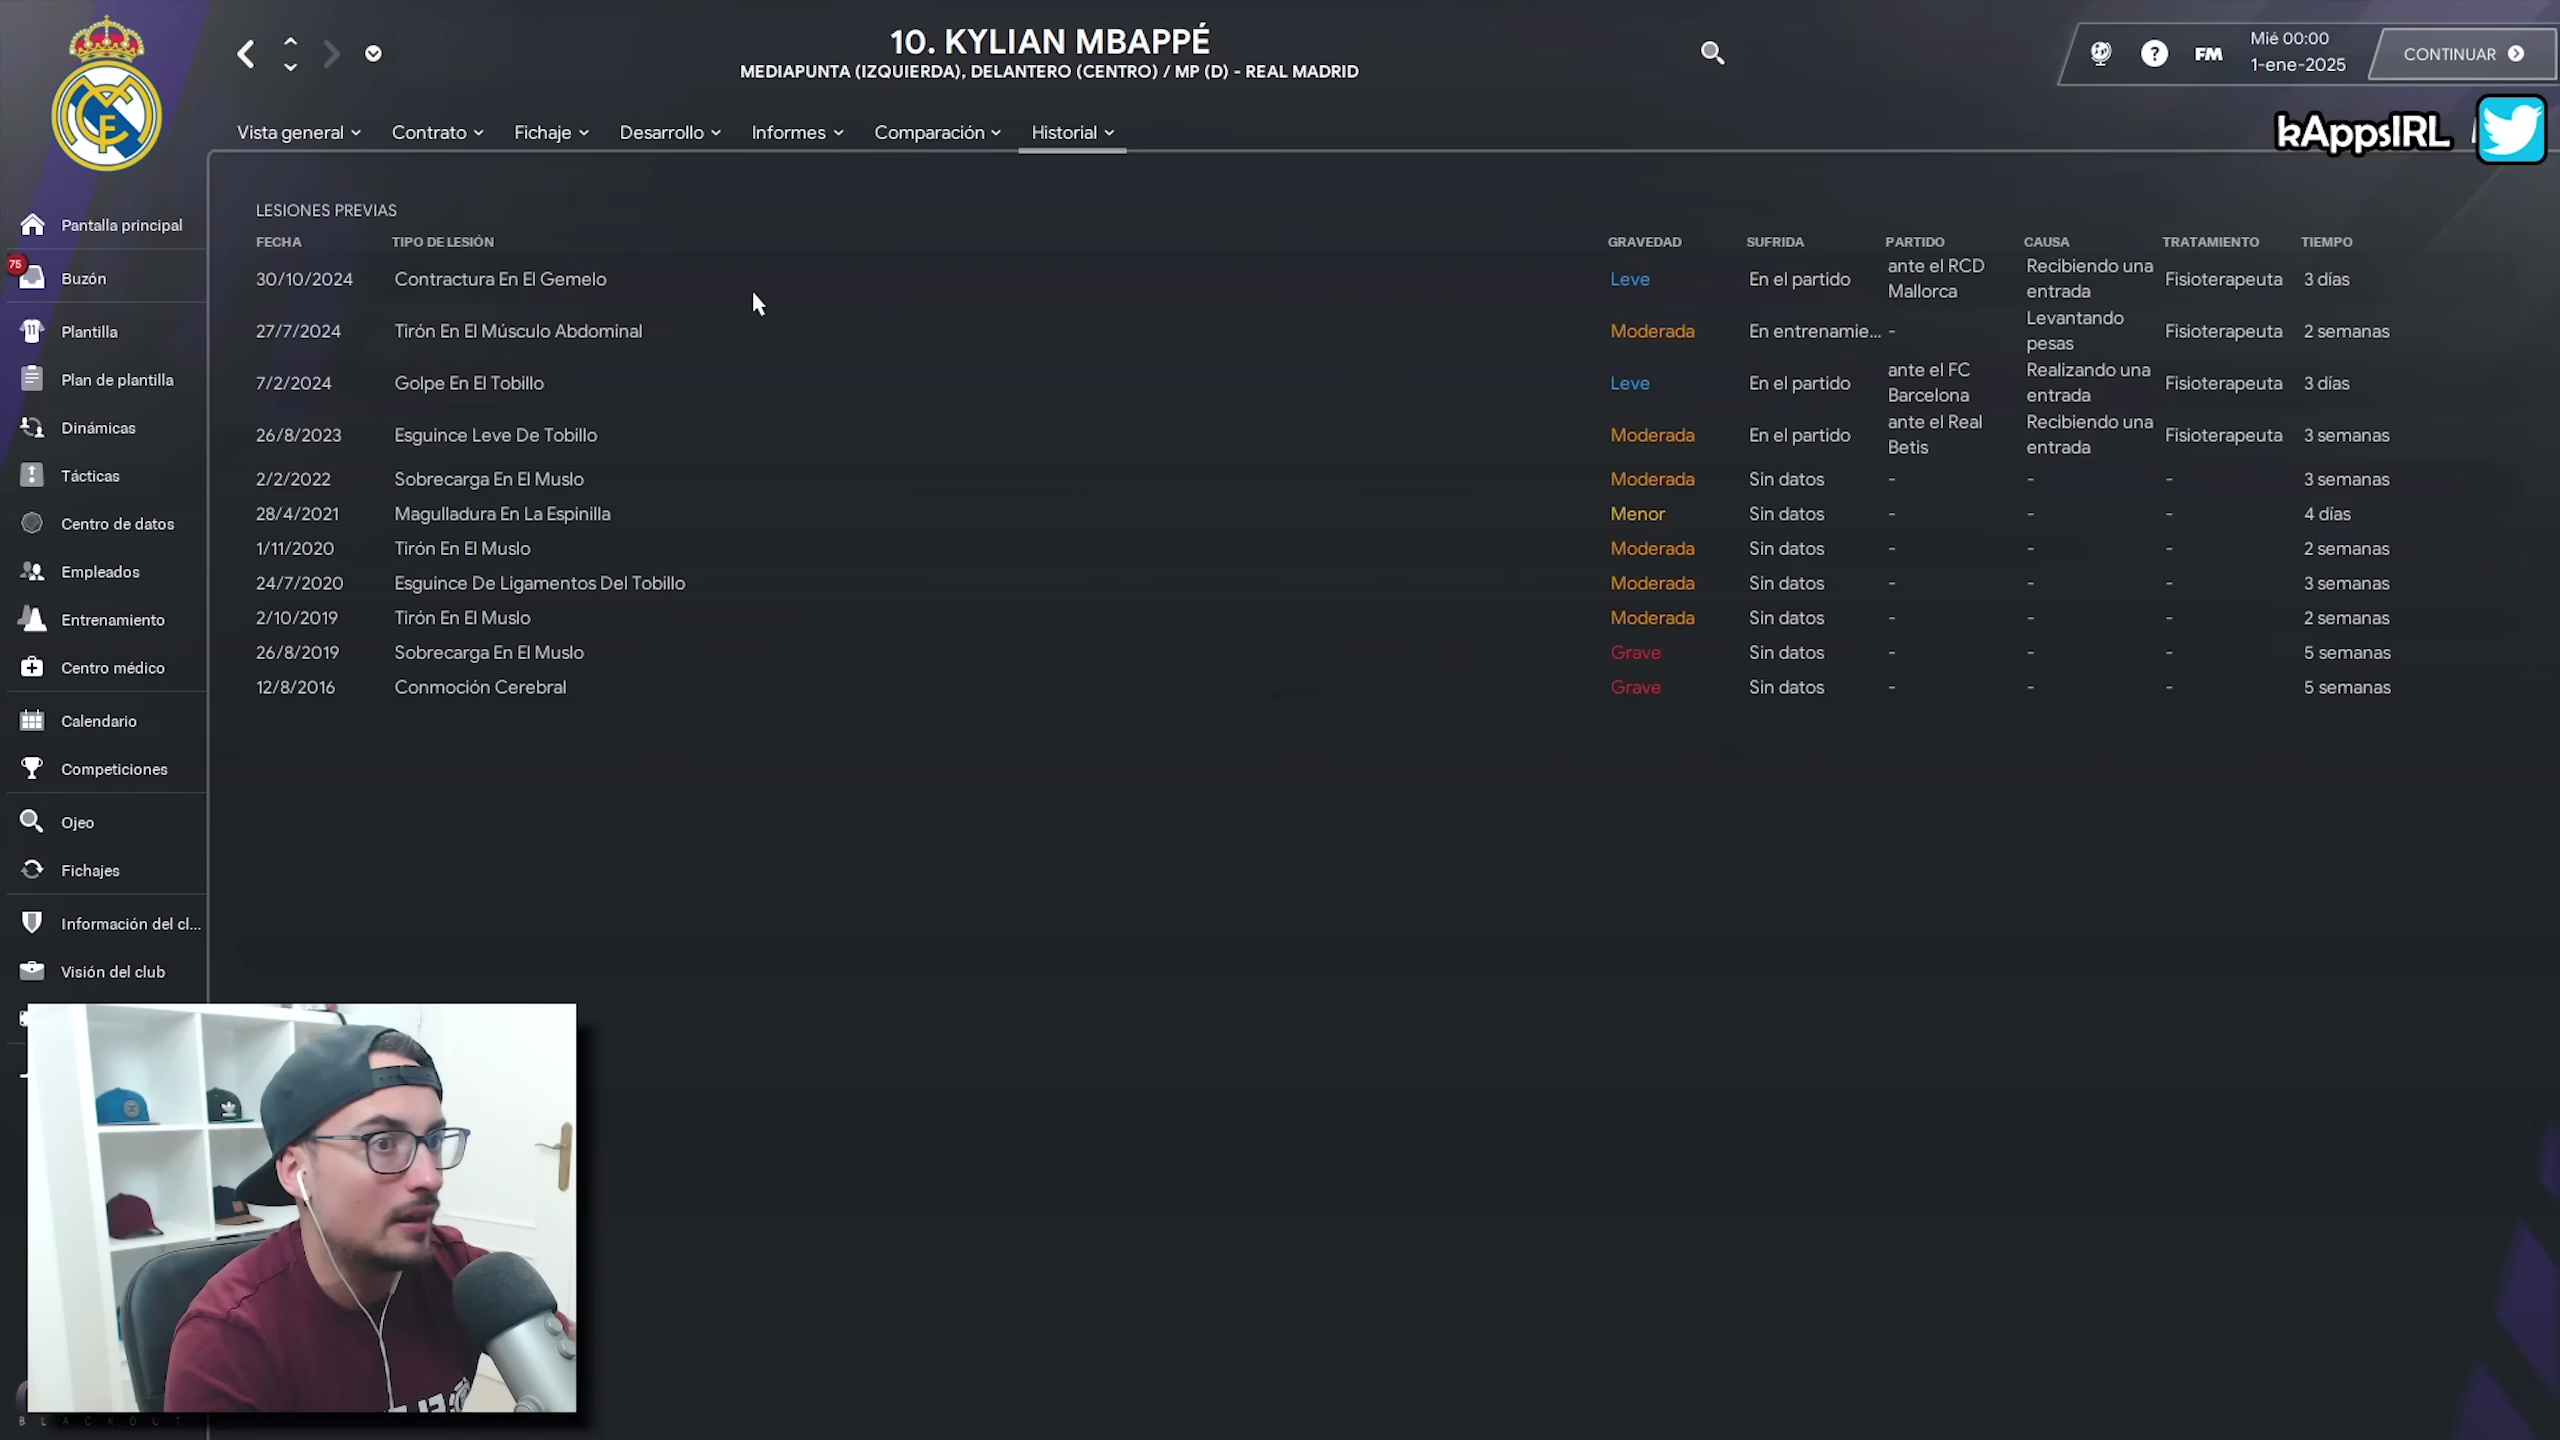 10. KYLIAN MBAPPÉ
MEDIAPUNTA (IZQUIERDA), DELANTERO (CENTRO) / MP (D) - REAL MADRID
?
FM
Mié 00:00
1-ene-2025
CONTINUAR
kAppsIRL
Vista general
Contrato
Fichaje
Desarrollo
Informes
Comparación
Historial
Pantalla principal
75
Buzón
11
Plantilla
Plan de plantilla
Dinámicas
Tácticas
Centro de datos
Empleados
Entrenamiento
Centro médico
Calendario
Competiciones
Ojeo
Fichajes
Información del cl...
Visión del club
LESIONES PREVIAS
FECHA TIPO DE LESIÓN GRAVEDAD SUFRIDA PARTIDO CAUSA TRATAMIENTO TIEMPO
30/10/2024 Contractura En El Gemelo Leve En el partido ante el RCD Mallorca Recibiendo una entrada Fisioterapeuta 3 días
27/7/2024 Tirón En El Músculo Abdominal Moderada En entrenamie... - Levantando pesas Fisioterapeuta 2 semanas
7/2/2024 Golpe En El Tobillo Leve En el partido ante el FC Barcelona Realizando una entrada Fisioterapeuta 3 días
26/8/2023 Esguince Leve De Tobillo Moderada En el partido ante el Real Betis Recibiendo una entrada Fisioterapeuta 3 semanas
2/2/2022 Sobrecarga En El Muslo Moderada Sin datos - - - 3 semanas
28/4/2021 Magulladura En La Espinilla Menor Sin datos - - - 4 días
1/11/2020 Tirón En El Muslo Moderada Sin datos - - - 2 semanas
24/7/2020 Esguince De Ligamentos Del Tobillo Moderada Sin datos - - - 3 semanas
2/10/2019 Tirón En El Muslo Moderada Sin datos - - - 2 semanas
26/8/2019 Sobrecarga En El Muslo Grave Sin datos - - - 5 semanas
12/8/2016 Conmoción Cerebral Grave Sin datos - - - 5 semanas
BLACKOUT